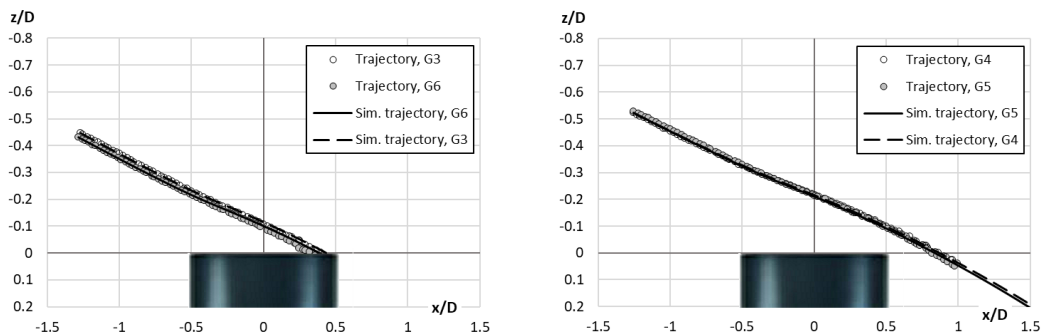 z/D
-0.8
-0.7
-0.6
-0.5
-0.4
-0.3
-0.2
-0.1
0
0.1
0.2
-1.5 -1 -0.5 0 0.5 1 1.5
x/D
Trajectory, G3
Trajectory, G6
Sim. trajectory, G6
Sim. trajectory, G3
z/D
-0.8
-0.7
-0.6
-0.5
-0.4
-0.3
-0.2
-0.1
0
0.1
0.2
-1.5 -1 -0.5 0 0.5 1 1.5
x/D
Trajectory, G4
Trajectory, G5
Sim. trajectory, G5
Sim. trajectory, G4